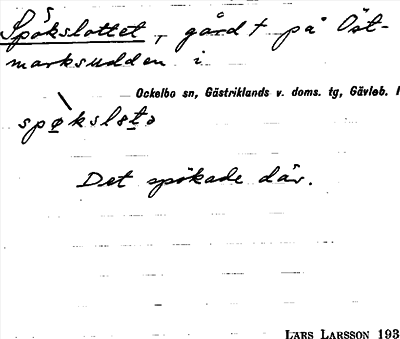 Spökslottet, gård † på Öst-
marksudden i
Ockelbo sn, Gästriklands v. doms. tg, Gävleb. l
spøksløtə
Det spökade där.
LARS LARSSON 193